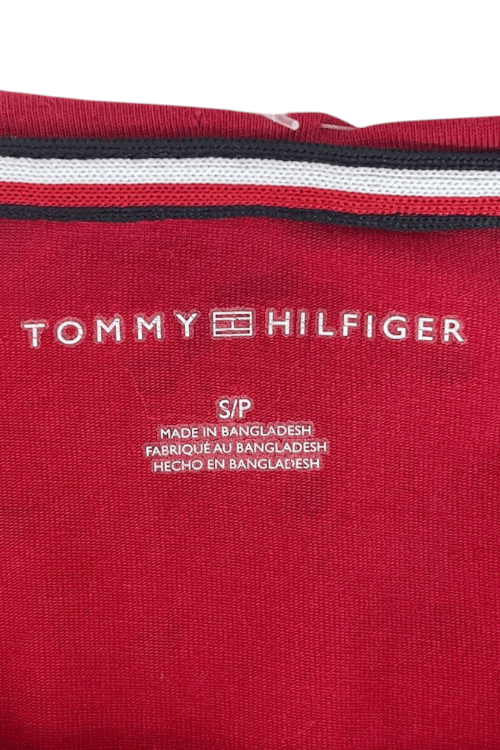 TOMMY HILFIGER
S/P
MADE IN BANGLADESH
FABRIQUÉ AU BANGLADESH
HECHO EN BANGLADESH